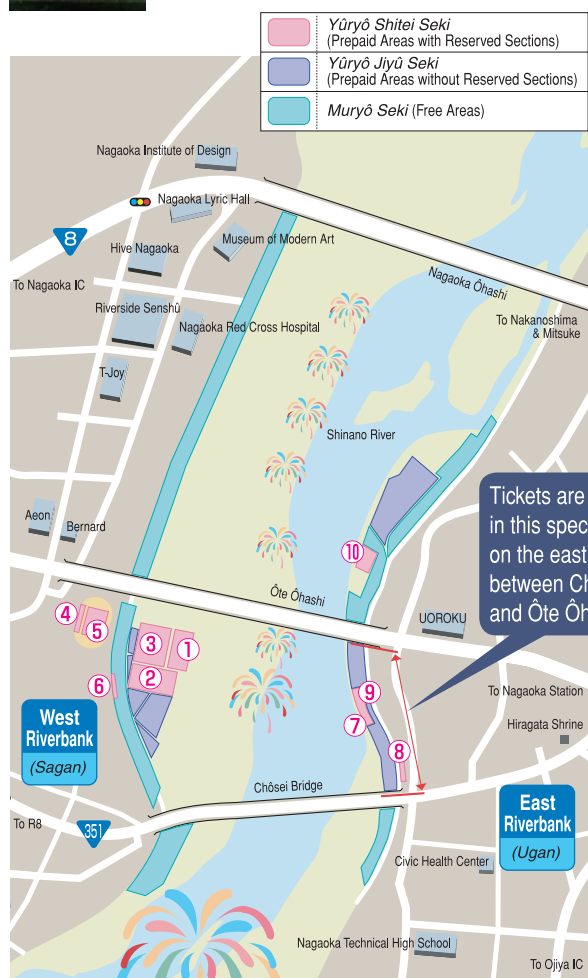 Yûryô Shitei Seki
(Prepaid Areas with Reserved Sections)
Yûryô Jiyû Seki
(Prepaid Areas without Reserved Sections)
Muryô Seki (Free Areas)
Nagaoka Institute of Design
Nagaoka Lyric Hall
8
Hive Nagaoka
Museum of Modern Art
To Nagaoka IC
Nagaoka Ôhashi
Riverside Senshû
Nagaoka Red Cross Hospital
To Nakanoshima
& Mitsuke
T-Joy
Shinano River
Aeon
Bernard
Tickets are
in this spec
on the east
between Ch
and Ôte Ôh
⑩
Ôte Ôhashi
UOROKU
④
⑤
③
①
②
⑥
⑨
⑦
⑧
To Nagaoka Station
Hiragata Shrine
West
Riverbank
(Sagan)
Chôsei Bridge
East
Riverbank
(Ugan)
To R8
351
Civic Health Center
Nagaoka Technical High School
To Ojiya IC